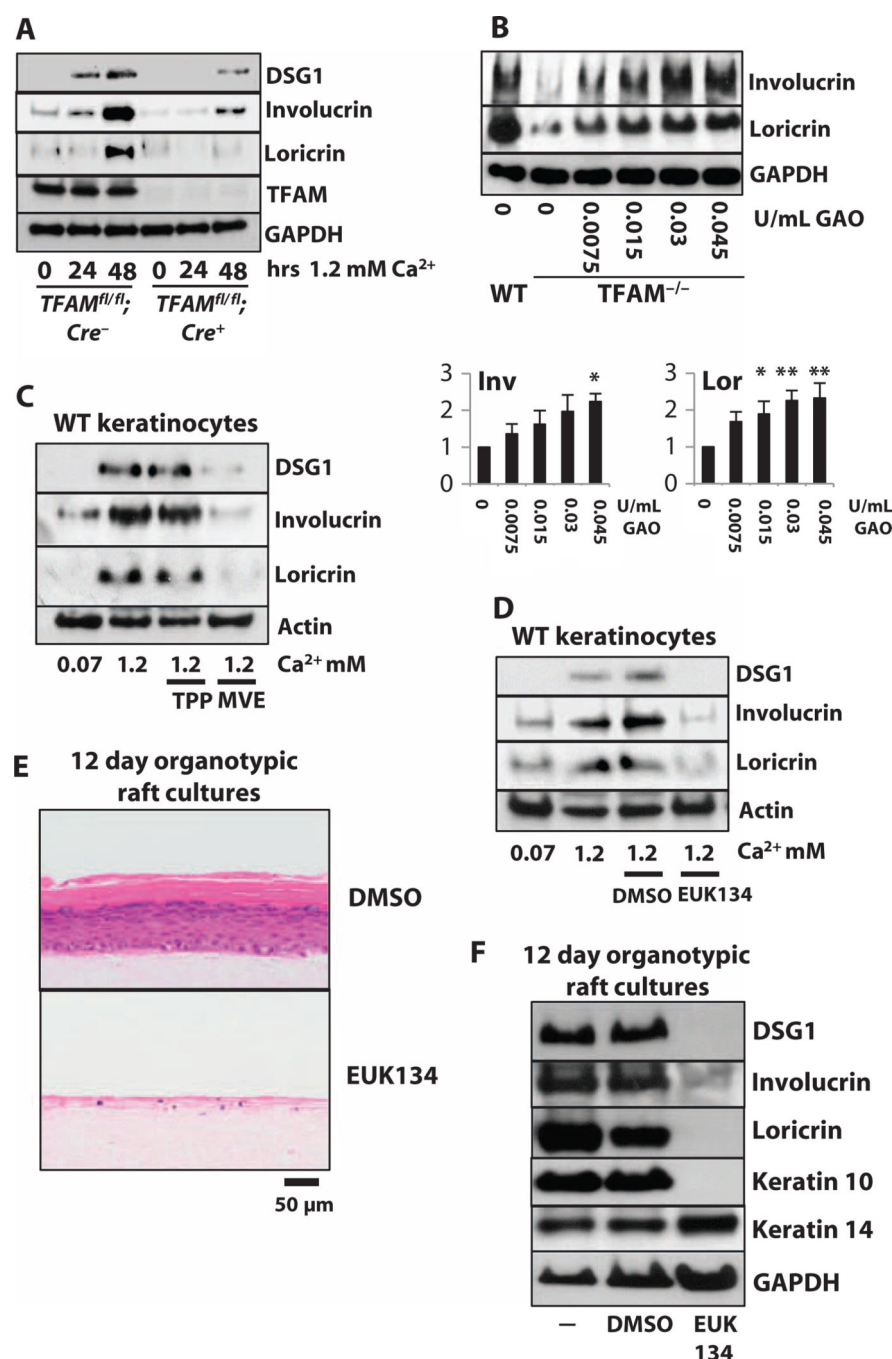 A
DSG1
Involucrin
Loricrin
TFAM
GAPDH
0 24 48 0 24 48 hrs 1.2 mM Ca²⁺
TFAMfl/fl; TFAMfl/fl;
Cre⁻ Cre⁺
B
Involucrin
Loricrin
GAPDH
0 0 0.0075 0.015 0.03 0.045 U/mL GAO
WT TFAM⁻/⁻
3 Inv *
2
1
0
0 0.0075 0.015 0.03 0.045 U/mL
GAO
3 Lor * ** **
2
1
0
0 0.0075 0.015 0.03 0.045 U/mL
GAO
C
WT keratinocytes
DSG1
Involucrin
Loricrin
Actin
0.07 1.2 1.2 1.2 Ca²⁺ mM
TPP MVE
D
WT keratinocytes
DSG1
Involucrin
Loricrin
Actin
0.07 1.2 1.2 1.2 Ca²⁺ mM
DMSO EUK134
E 12 day organotypic
raft cultures
DMSO
EUK134
50 µm
F 12 day organotypic
raft cultures
DSG1
Involucrin
Loricrin
Keratin 10
Keratin 14
GAPDH
– DMSO EUK
134